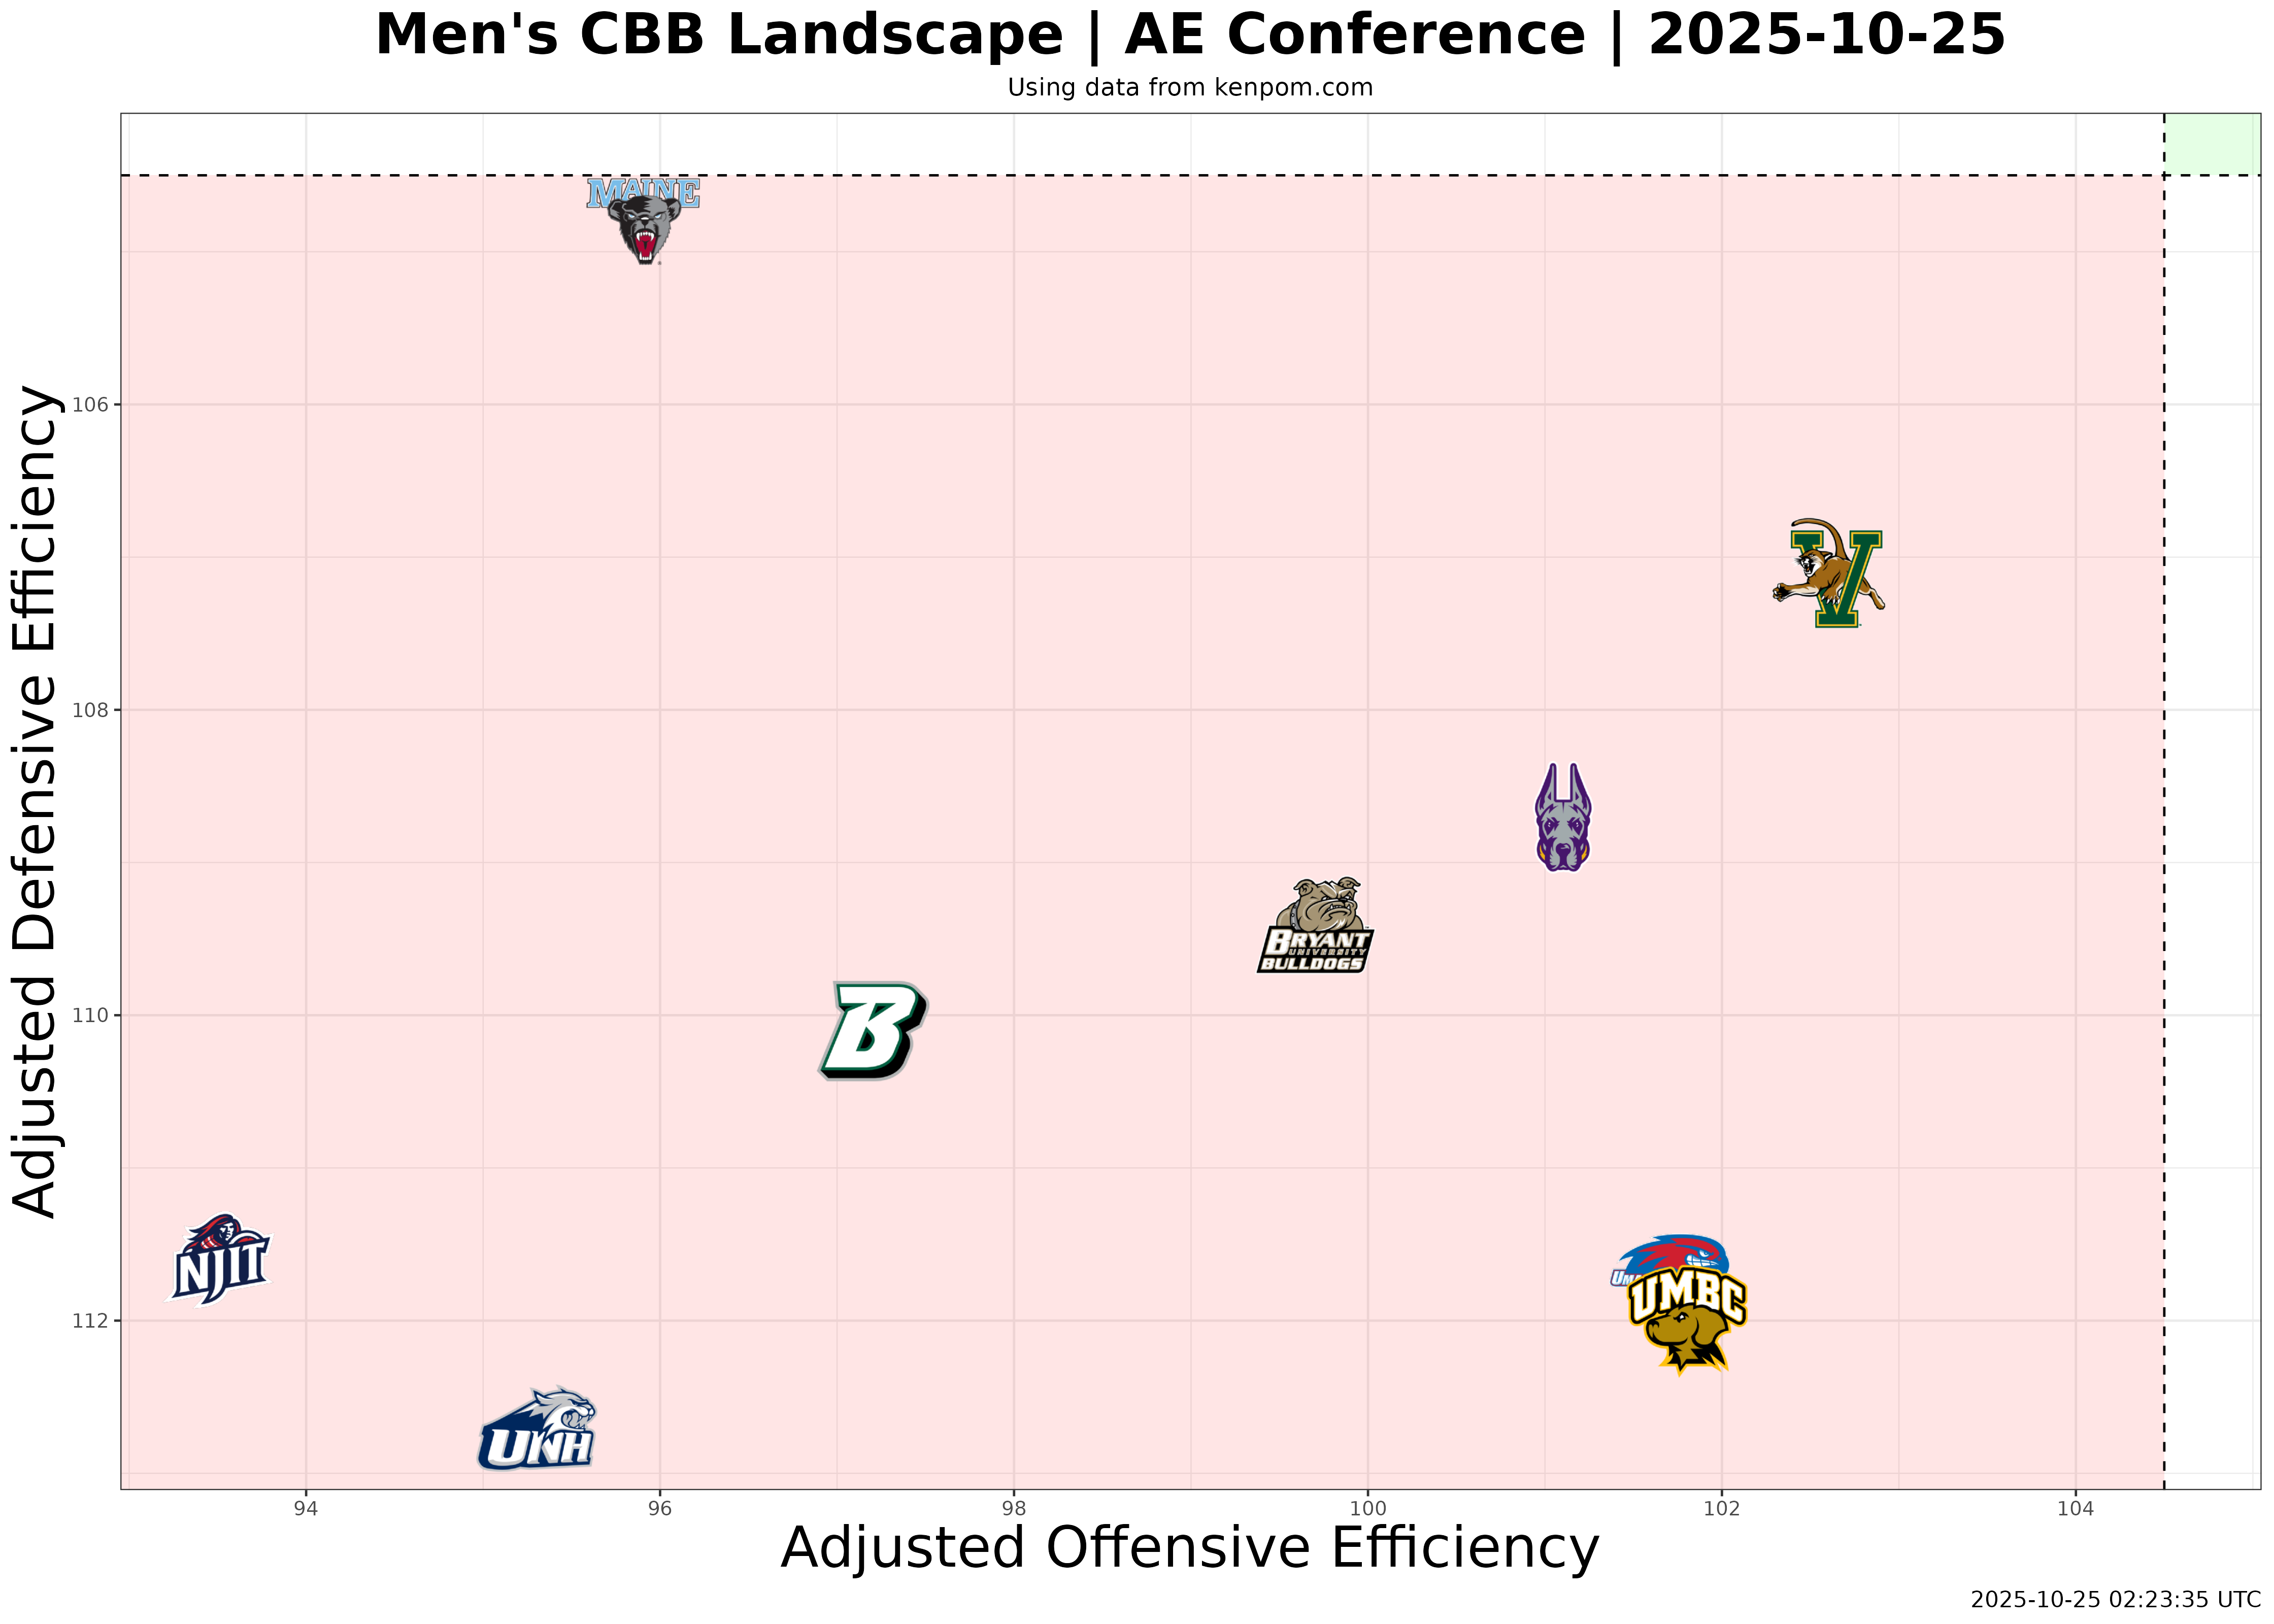 Men's CBB Landscape | AE Conference | 2025-10-25
Using data from kenpom.com
Adjusted Defensive Efficiency
106
108
110
112
MAINE
V
BRYANT
UNIVERSITY
BULLDOGS
B
NJIT
UMBC
UNH
94
96
98
100
102
104
Adjusted Offensive Efficiency
2025-10-25 02:23:35 UTC